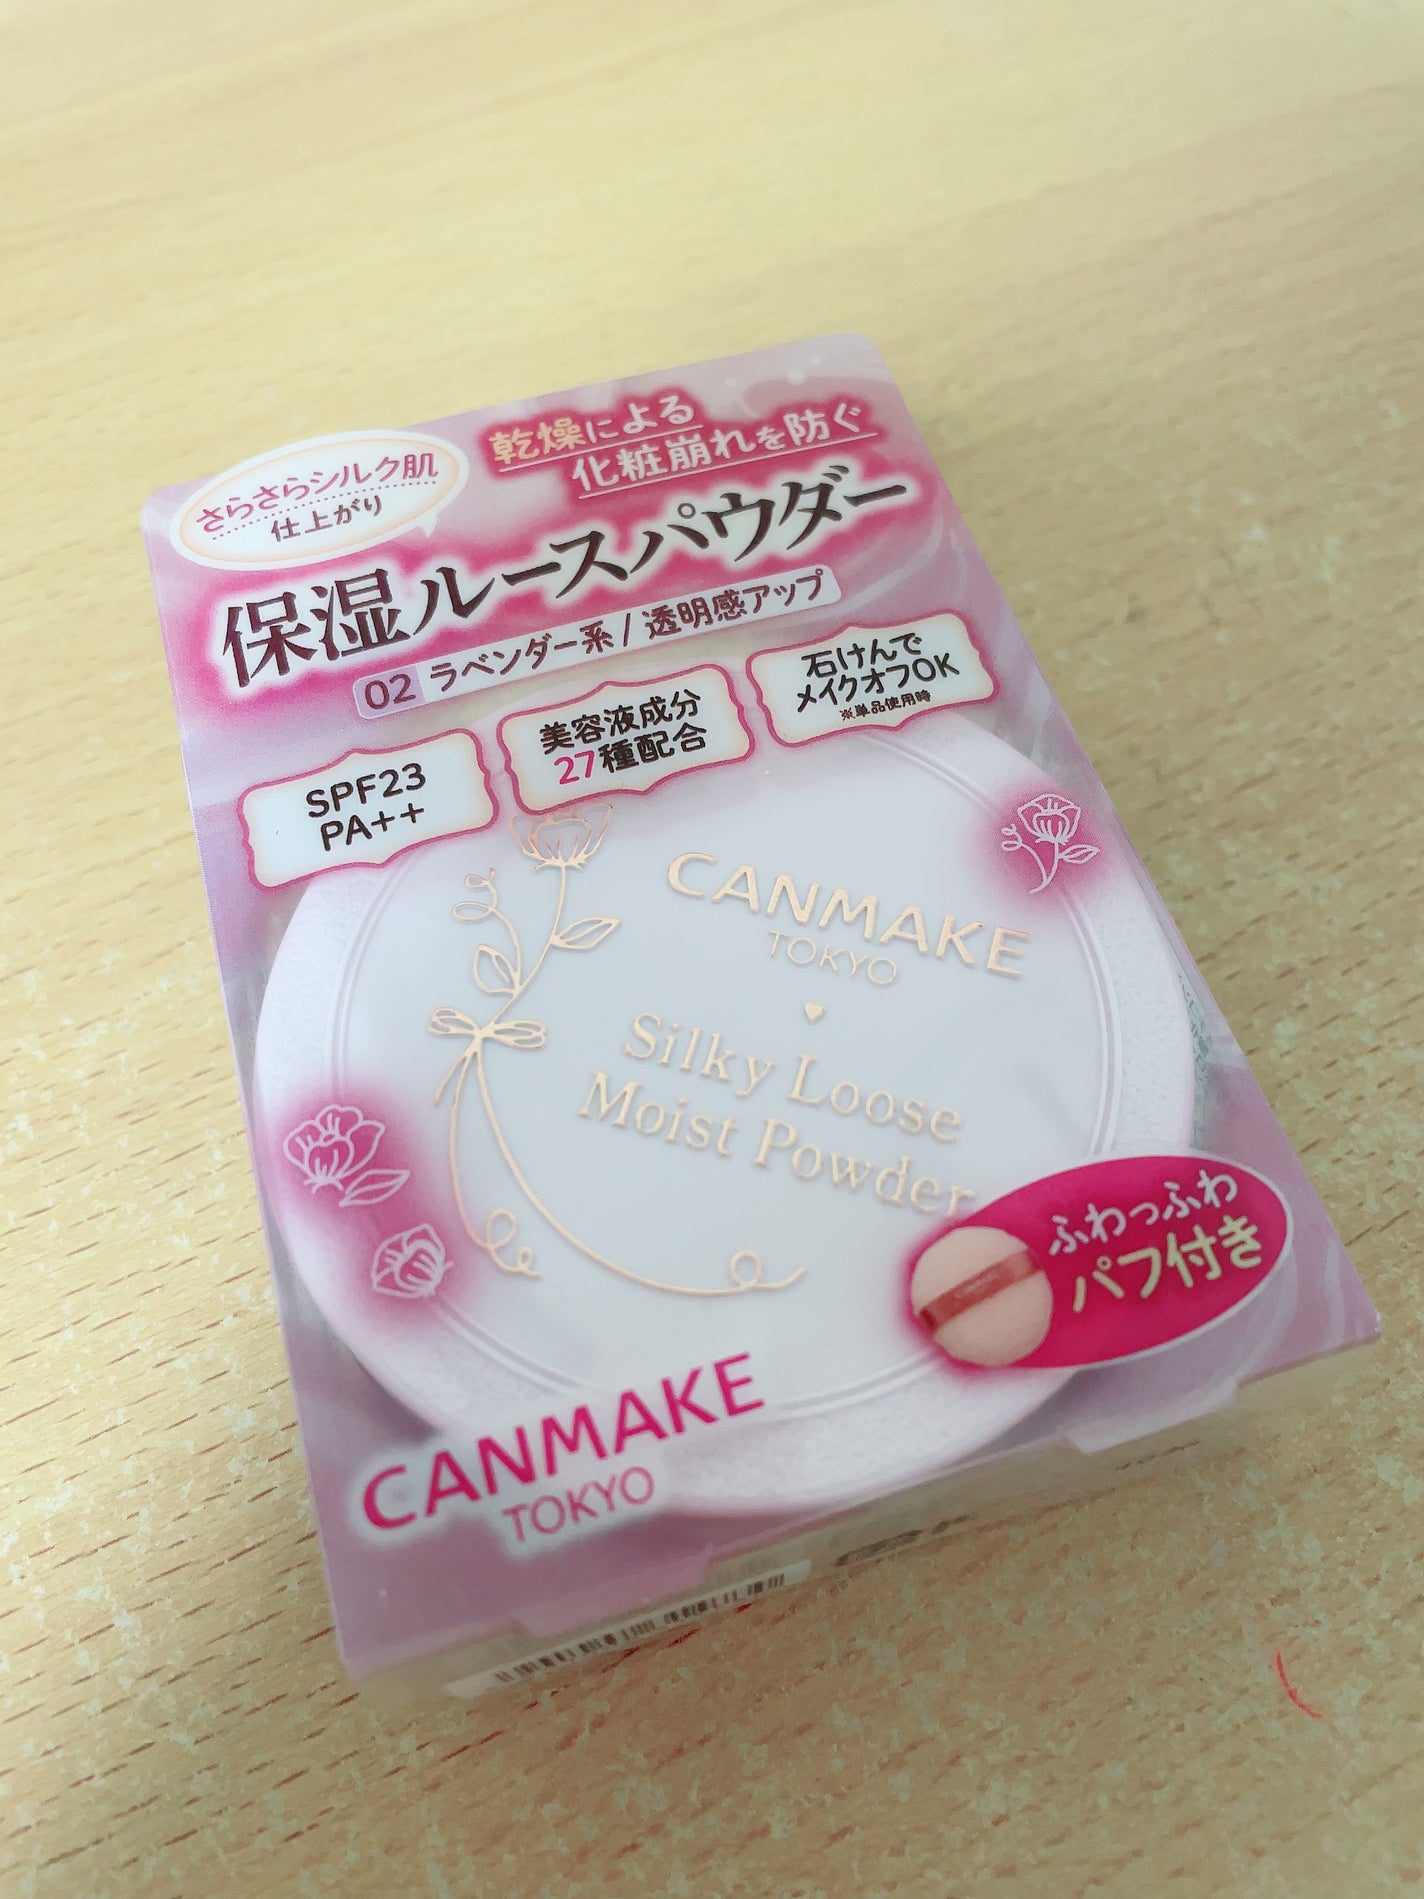 さらさらシルク肌
仕上がり
乾燥による
化粧崩れを防ぐ
保湿ルースパウダー
02 ラベンダー系 / 透明感アップ
SPF23
PA++
美容液成分
27種配合
石けんで
メイクオフOK
※単品使用時
CANMAKE
TOKYO
Silky Loose
Moist Powder
ふわっふわ
パフ付き
CANMAKE
TOKYO